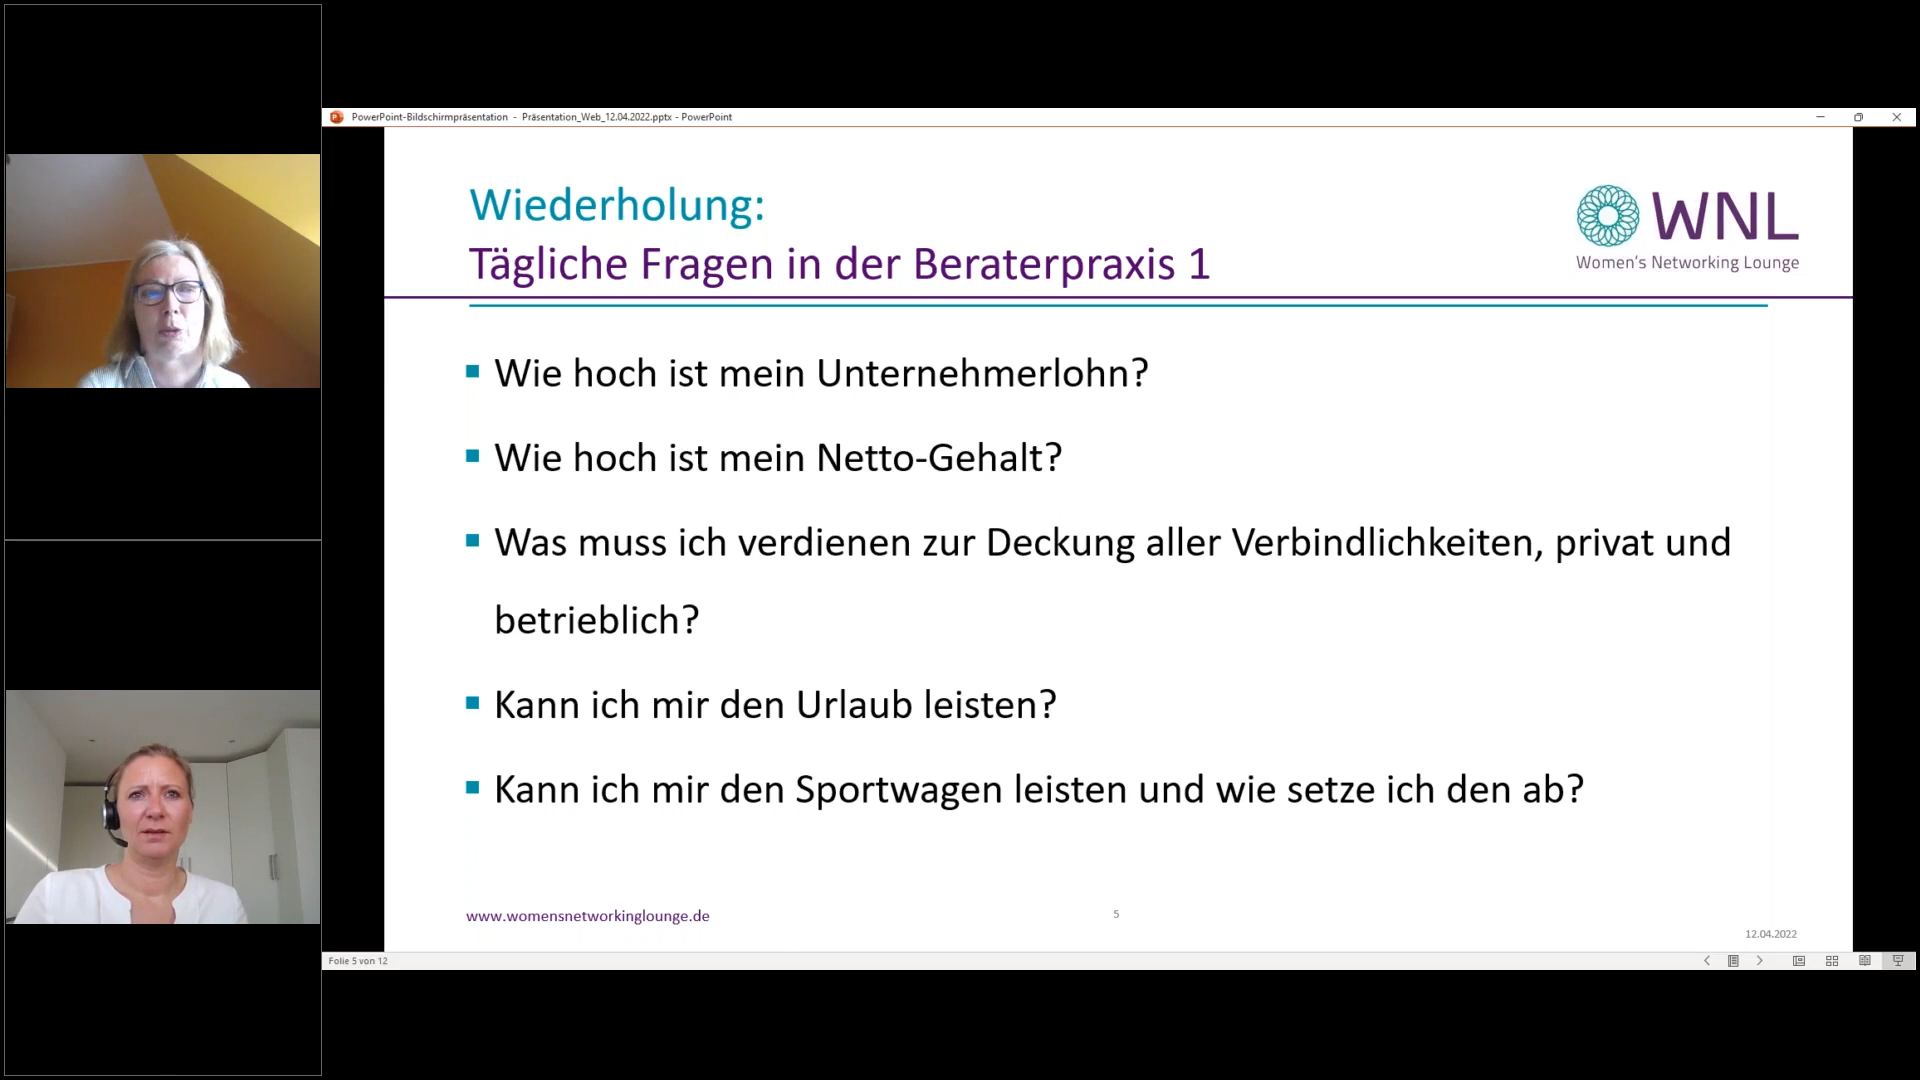 PowerPoint-Bildschirmpräsentation - Präsentation_Web_12.04.2022.pptx - PowerPoint
Wiederholung:
Tägliche Fragen in der Beraterpraxis 1
WNL
Women's Networking Lounge
Wie hoch ist mein Unternehmerlohn?
Wie hoch ist mein Netto-Gehalt?
Was muss ich verdienen zur Deckung aller Verbindlichkeiten, privat und
betrieblich?
Kann ich mir den Urlaub leisten?
Kann ich mir den Sportwagen leisten und wie setze ich den ab?
www.womensnetworkinglounge.de
5
12.04.2022
Folie 5 von 12